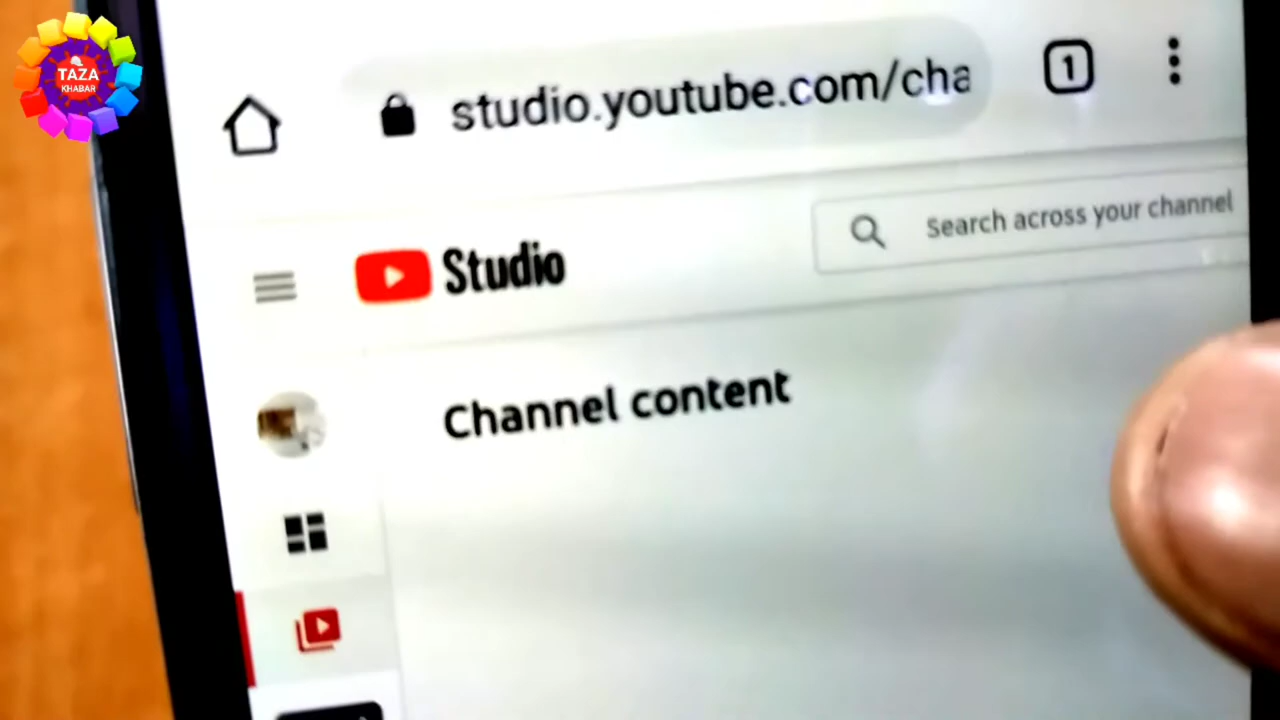 TAZA
KHABAR
studio.youtube.com/cha
1
Studio
Search across your channel
Channel content